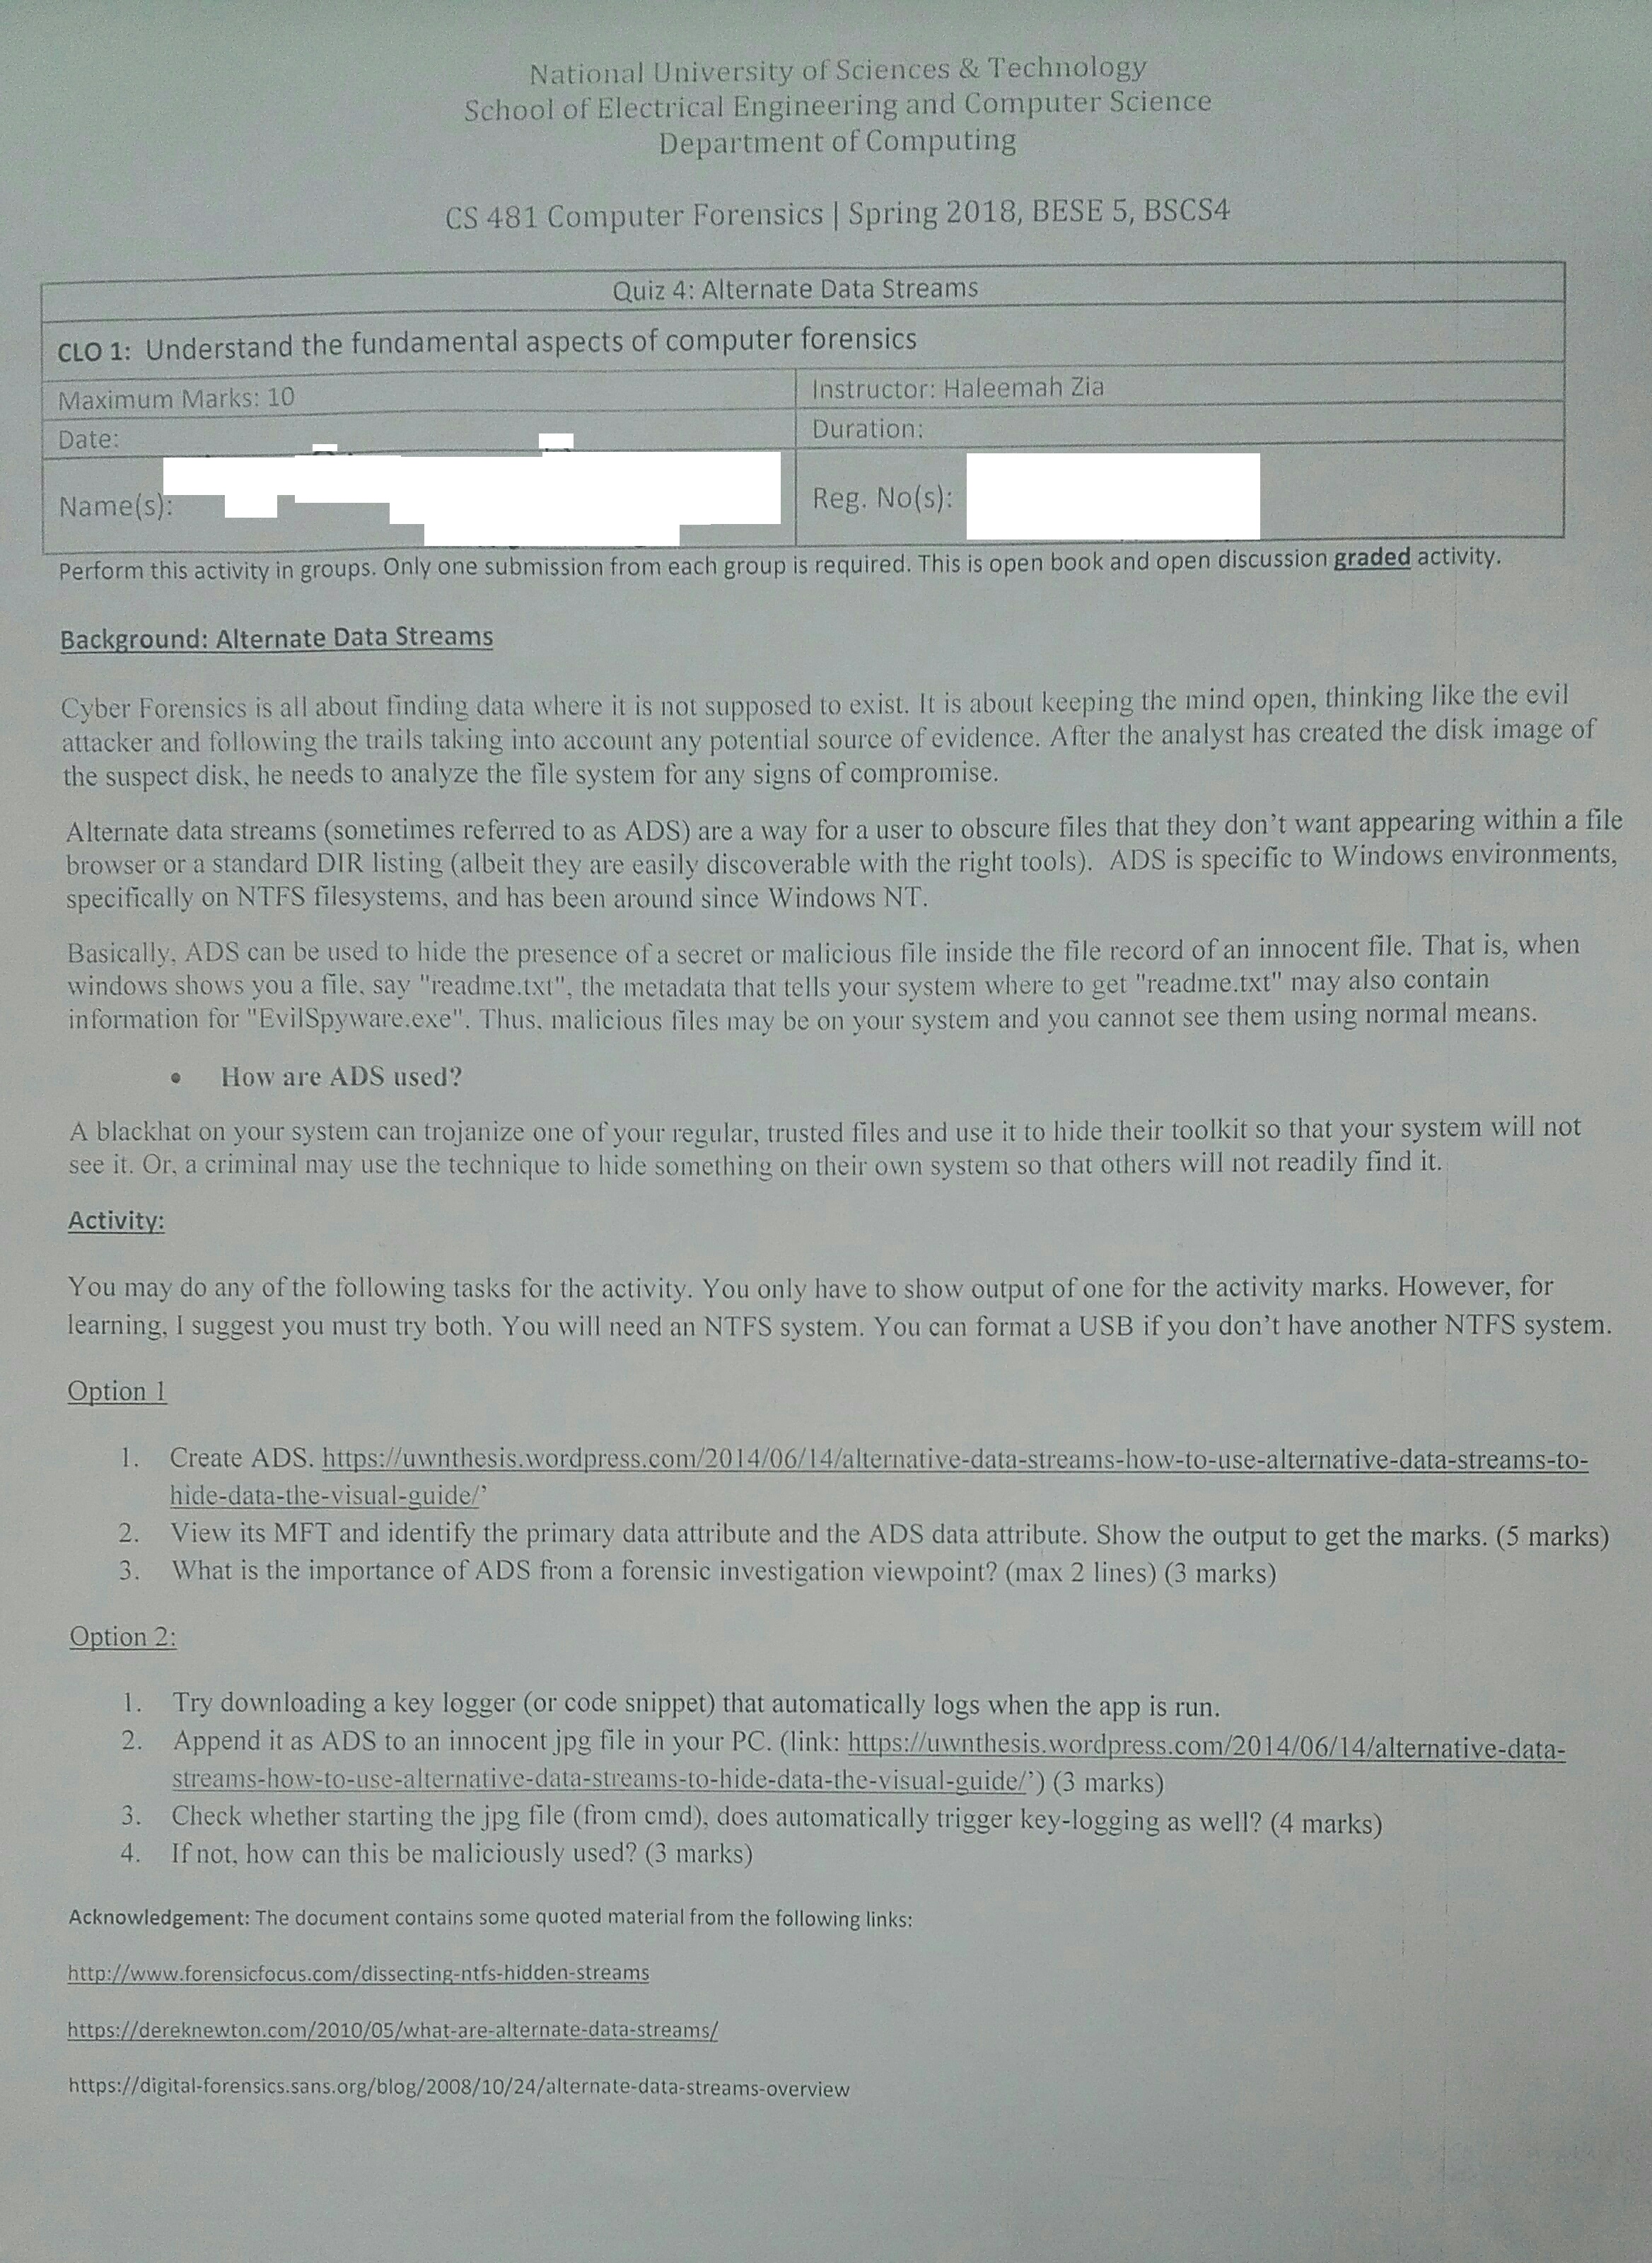 National University of Sciences & Technology
School of Electrical Engineering and Computer Science
Department of Computing
CS 481 Computer Forensics | Spring 2018, BESE 5, BSCS4
Quiz 4: Alternate Data Streams
CLO 1: Understand the fundamental aspects of computer forensics
Maximum Marks: 10
Instructor: Haleemah Zia
Date:
Duration:
Name(s):
Reg. No(s):
Perform this activity in groups. Only one submission from each group is required. This is open book and open discussion graded activity.
Background: Alternate Data Streams
Cyber Forensics is all about finding data where it is not supposed to exist. It is about keeping the mind open, thinking like the evil
attacker and following the trails taking into account any potential source of evidence. After the analyst has created the disk image of
the suspect disk, he needs to analyze the file system for any signs of compromise.
Alternate data streams (sometimes referred to as ADS) are a way for a user to obscure files that they don't want appearing within a file
browser or a standard DIR listing (albeit they are easily discoverable with the right tools). ADS is specific to Windows environments,
specifically on NTFS filesystems, and has been around since Windows NT.
Basically, ADS can be used to hide the presence of a secret or malicious file inside the file record of an innocent file. That is, when
windows shows you a file, say "readme.txt", the metadata that tells your system where to get "readme.txt" may also contain
information for "EvilSpyware.exe". Thus, malicious files may be on your system and you cannot see them using normal means.
• How are ADS used?
A blackhat on your system can trojanize one of your regular, trusted files and use it to hide their toolkit so that your system will not
see it. Or, a criminal may use the technique to hide something on their own system so that others will not readily find it.
Activity:
You may do any of the following tasks for the activity. You only have to show output of one for the activity marks. However, for
learning, I suggest you must try both. You will need an NTFS system. You can format a USB if you don't have another NTFS system.
Option 1
1. Create ADS. https://uwnthesis.wordpress.com/2014/06/14/alternative-data-streams-how-to-use-alternative-data-streams-to-
hide-data-the-visual-guide/'
2. View its MFT and identify the primary data attribute and the ADS data attribute. Show the output to get the marks. (5 marks)
3. What is the importance of ADS from a forensic investigation viewpoint? (max 2 lines) (3 marks)
Option 2:
1. Try downloading a key logger (or code snippet) that automatically logs when the app is run.
2. Append it as ADS to an innocent jpg file in your PC. (link: https://uwnthesis.wordpress.com/2014/06/14/alternative-data-
streams-how-to-use-alternative-data-streams-to-hide-data-the-visual-guide/') (3 marks)
3. Check whether starting the jpg file (from cmd), does automatically trigger key-logging as well? (4 marks)
4. If not, how can this be maliciously used? (3 marks)
Acknowledgement: The document contains some quoted material from the following links:
http://www.forensicfocus.com/dissecting-ntfs-hidden-streams
https://dereknewton.com/2010/05/what-are-alternate-data-streams/
https://digital-forensics.sans.org/blog/2008/10/24/alternate-data-streams-overview